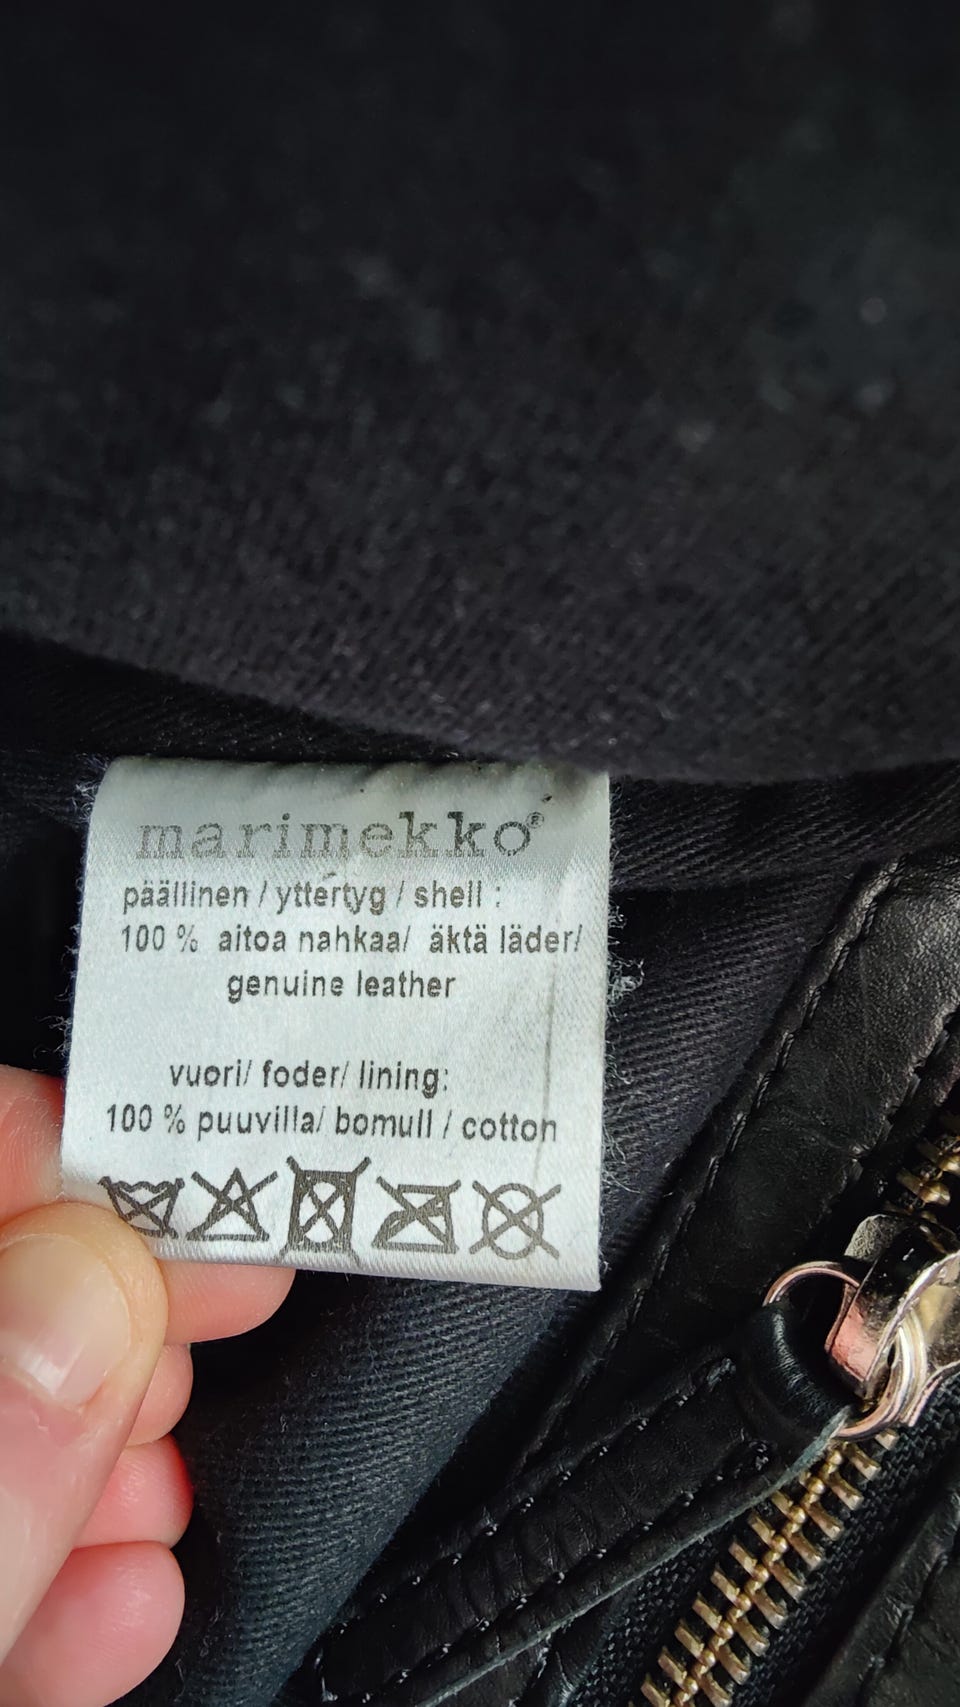 marimekko®
päällinen / yttertyg / shell :
100 % aitoa nahkaa/ äktä läder/
genuine leather
vuori/ foder/ lining:
100 % puuvilla/ bomull / cotton